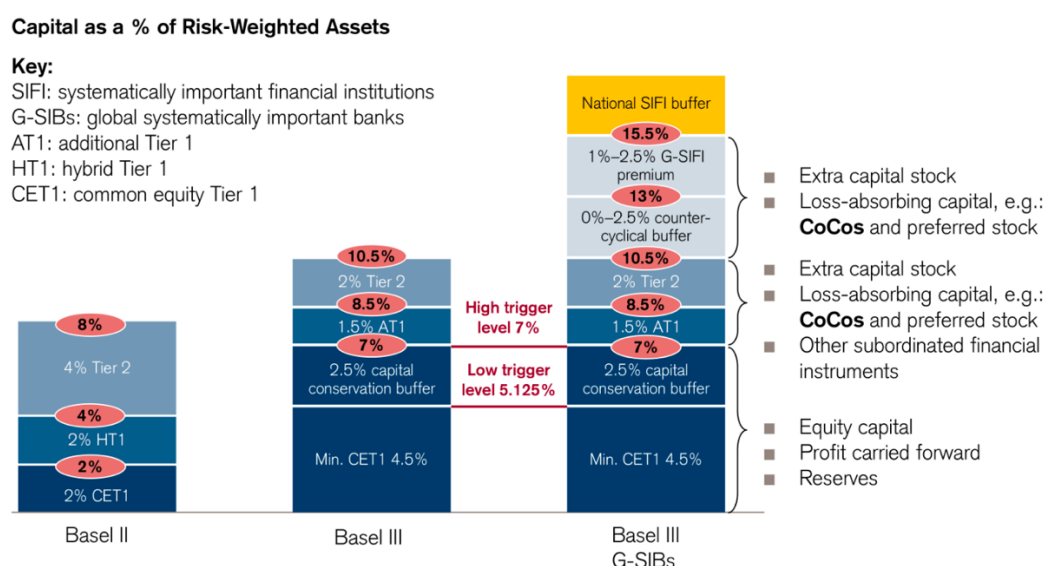 Capital as a % of Risk-Weighted Assets
Key:
SIFI: systematically important financial institutions
G-SIBs: global systematically important banks
AT1: additional Tier 1
HT1: hybrid Tier 1
CET1: common equity Tier 1
8%
4% Tier 2
4%
2% HT1
2%
2% CET1
Basel II
10.5%
2% Tier 2
8.5%
1.5% AT1
7%
2.5% capital
conservation buffer
Min. CET1 4.5%
Basel III
High trigger
level 7%
Low trigger
level 5.125%
National SIFI buffer
15.5%
1%–2.5% G-SIFI
premium
13%
0%–2.5% counter-
cyclical buffer
10.5%
2% Tier 2
8.5%
1.5% AT1
7%
2.5% capital
conservation buffer
Min. CET1 4.5%
Basel III
G-SIBs
Extra capital stock
Loss-absorbing capital, e.g.:
CoCos and preferred stock
Extra capital stock
Loss-absorbing capital, e.g.:
CoCos and preferred stock
Other subordinated financial
instruments
Equity capital
Profit carried forward
Reserves